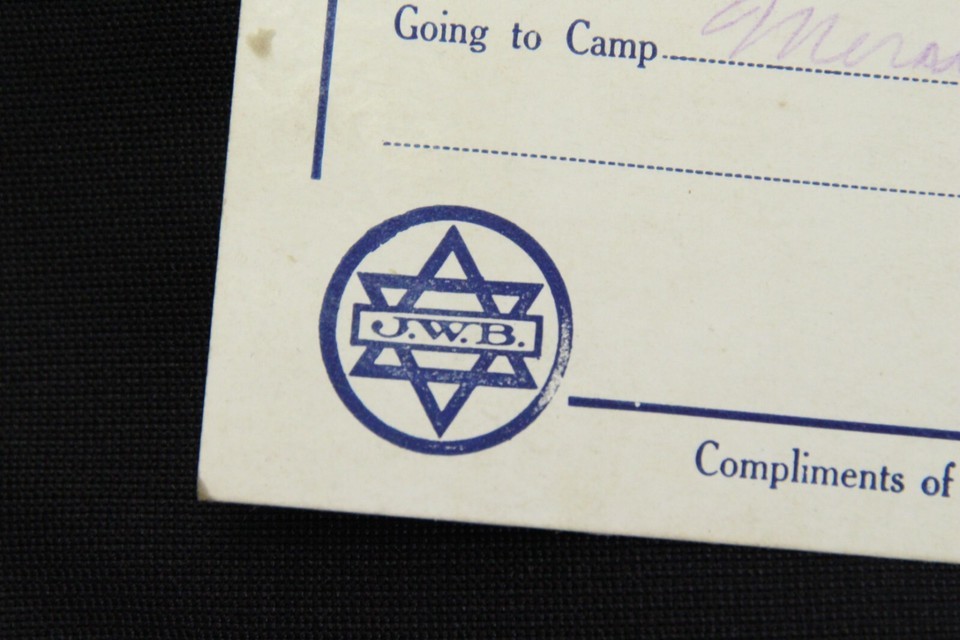 Going to Camp
J.W.B.
Compliments of